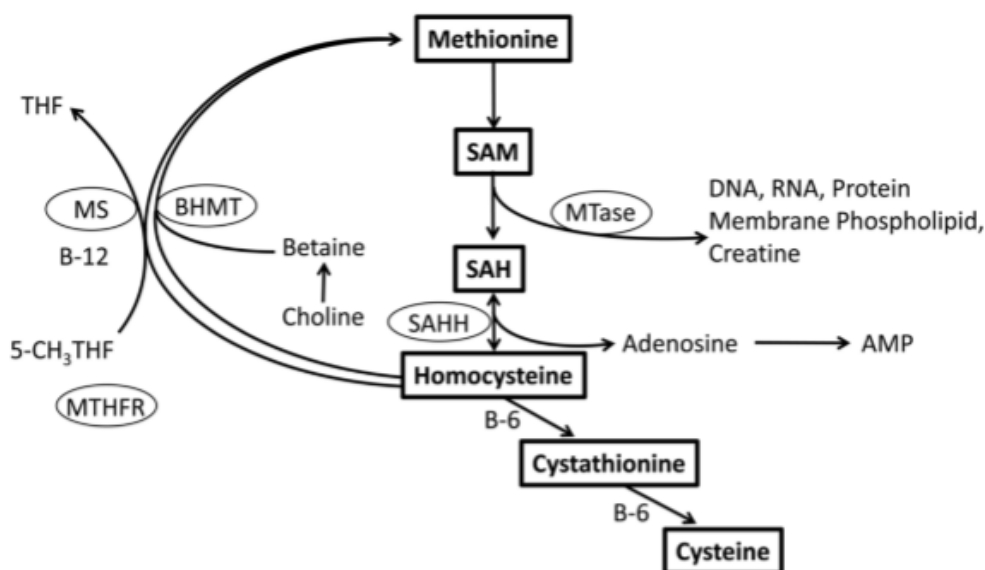 Methionine
THF
SAM
MS
BHMT
MTase
DNA, RNA, Protein
Membrane Phospholipid,
Creatine
B-12
Betaine
SAH
Choline
SAHH
5-CH₃THF
Adenosine
AMP
Homocysteine
MTHFR
B-6
Cystathionine
B-6
Cysteine